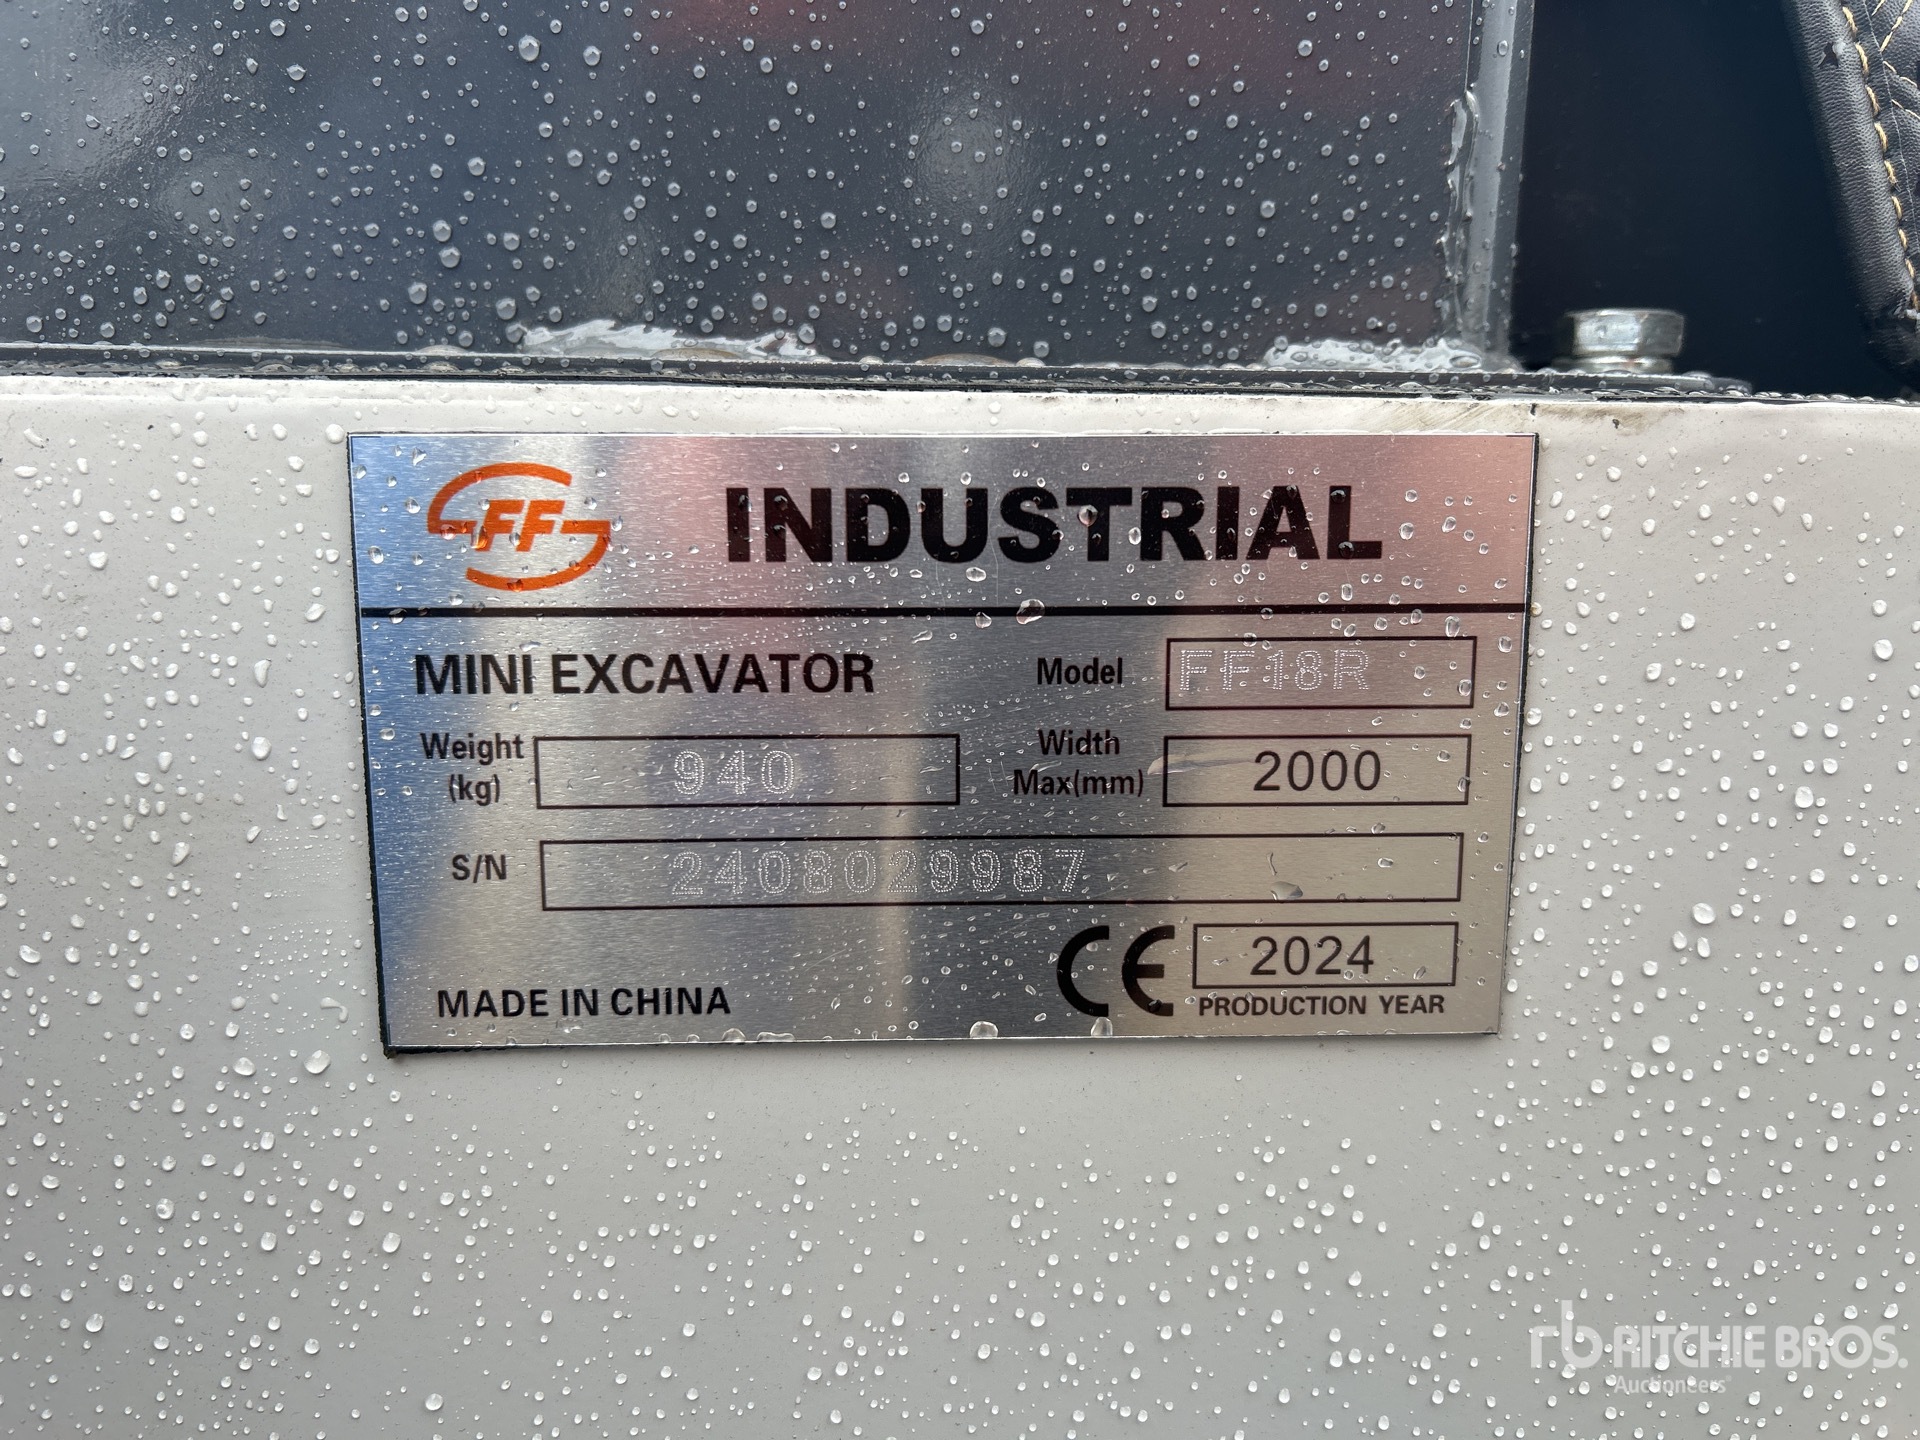 FF INDUSTRIAL
MINI EXCAVATOR Model FF18R
Weight (kg) 940 Width Max(mm) 2000
S/N 2408029987
CE 2024
MADE IN CHINA PRODUCTION YEAR
rb RITCHIE BROS.
Auctioneers